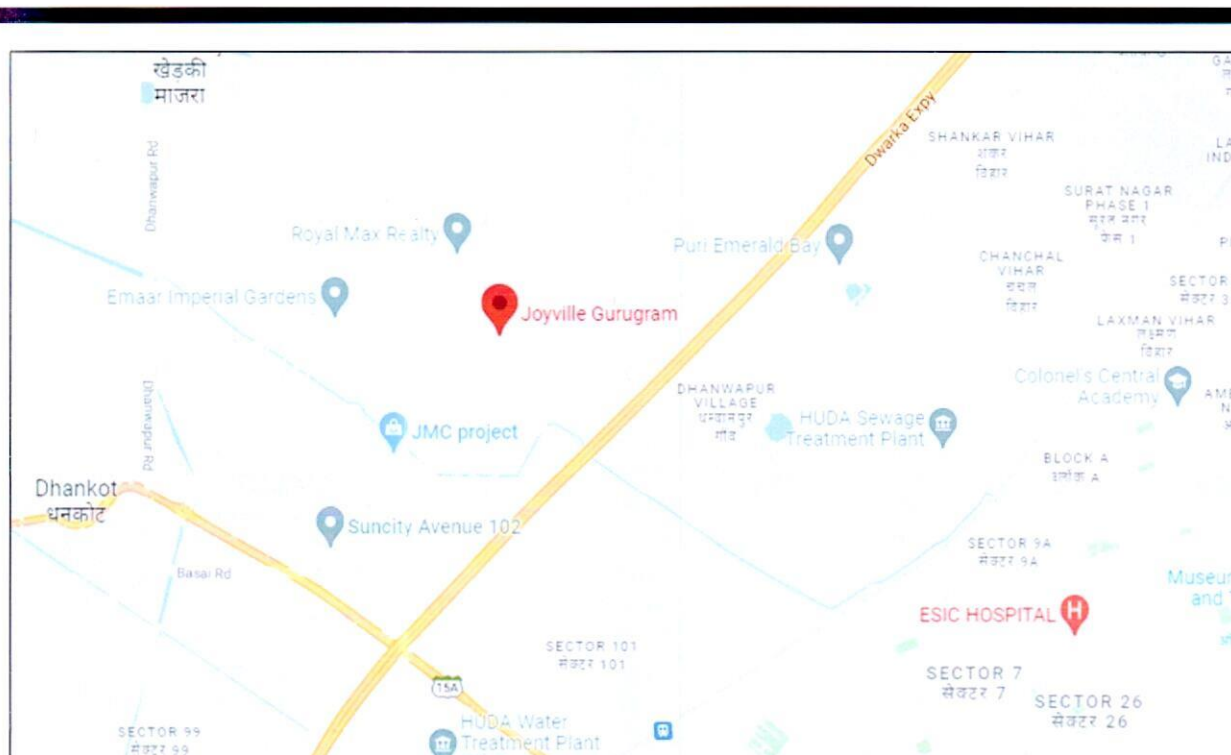 खेड़की
माजरा
Dhanwapur Rd
Dwarka Expy
SHANKAR VIHAR
शंकर
विहार
SURAT NAGAR
PHASE 1
सूरत नगर
फेस 1
Royal Max Realty
Puri Emerald Bay
CHANCHAL
VIHAR
चंचल
विहार
SECTOR
Emaar Imperial Gardens
Joyville Gurugram
LAXMAN VIHAR
लक्ष्मण
विहार
Colonel's Central
Academy
DHANWAPUR
VILLAGE
धनवापुर
गाँव
Dhanwapur Rd
HUDA Sewage
Treatment Plant
JMC project
BLOCK A
ब्लॉक A
Dhankot
धनकोट
Suncity Avenue 102
SECTOR 9A
सेक्टर 9A
Basai Rd
ESIC HOSPITAL
H
and
SECTOR 101
सेक्टर 101
SECTOR 7
सेक्टर 7
15A
SECTOR 26
सेक्टर 26
SECTOR 99
सेक्टर 99
HUDA Water
Treatment Plant